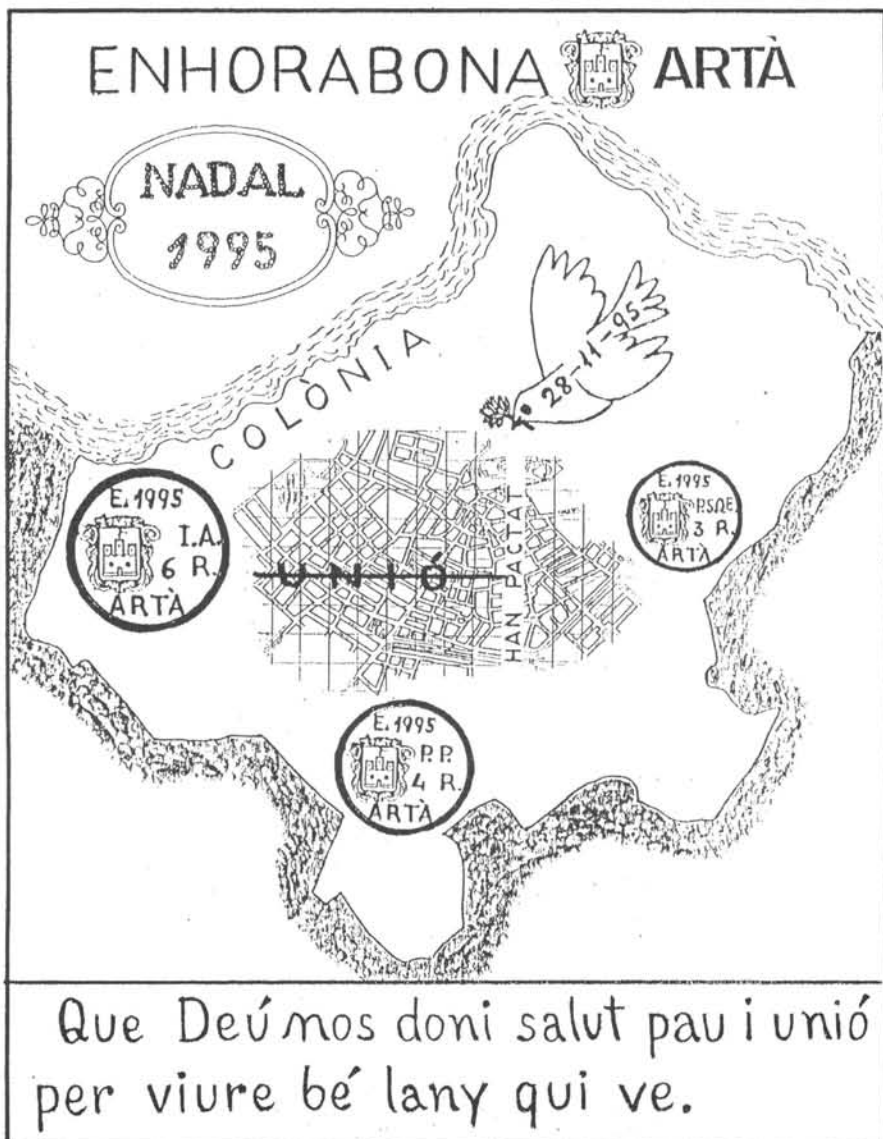 ENHORABONA ARTÀ
NADAL
1995
COLÒNIA
28-11-95
E. 1995
I.A.
6 R.
ARTÀ
UNIÓ
HAN PACTAT
E. 1995
P.S.O.E.
3 R.
ARTÀ
E. 1995
P.P.
4 R.
ARTÀ
Que Deú nos doni salut pau i unió
per viure bé lany qui ve.